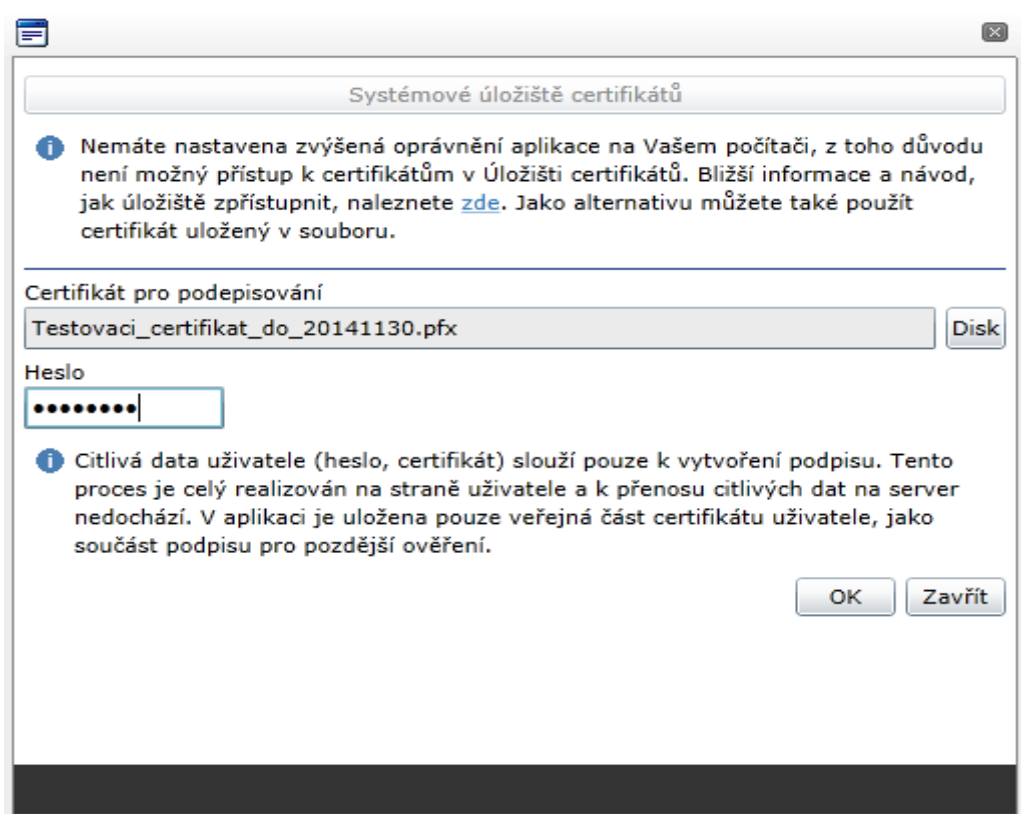 Systémové úložiště certifikátů
Nemáte nastavena zvýšená oprávnění aplikace na Vašem počítači, z toho důvodu
není možný přístup k certifikátům v Úložišti certifikátů. Bližší informace a návod,
jak úložiště zpřístupnit, naleznete zde. Jako alternativu můžete také použít
certifikát uložený v souboru.
Certifikát pro podepisování
Testovaci_certifikat_do_20141130.pfx Disk
Heslo
••••••••
Citlivá data uživatele (heslo, certifikát) slouží pouze k vytvoření podpisu. Tento
proces je celý realizován na straně uživatele a k přenosu citlivých dat na server
nedochází. V aplikaci je uložena pouze veřejná část certifikátu uživatele, jako
součást podpisu pro pozdější ověření.
OK Zavřít